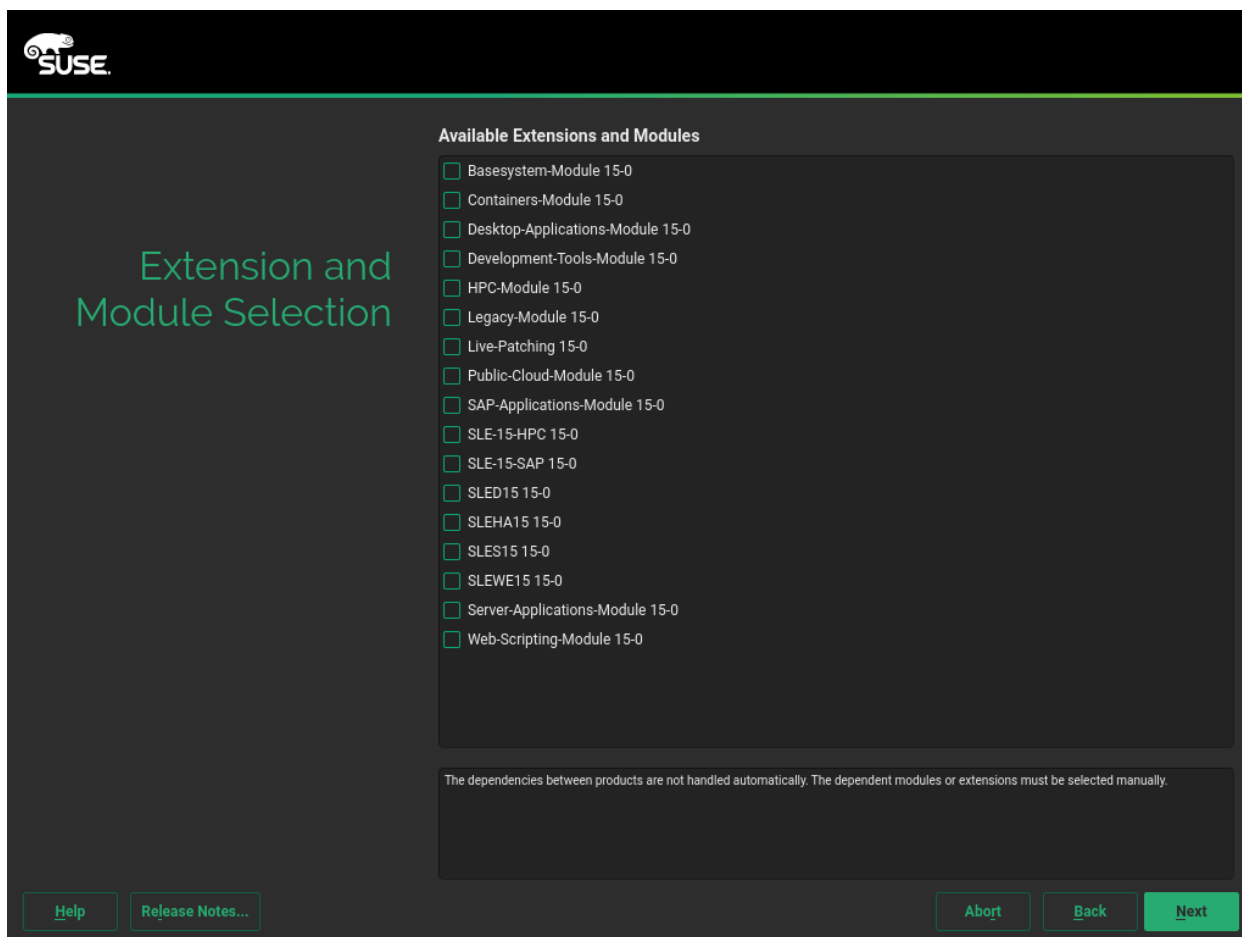 SUSE.
Available Extensions and Modules
Basesystem-Module 15-0
Containers-Module 15-0
Desktop-Applications-Module 15-0
Development-Tools-Module 15-0
HPC-Module 15-0
Legacy-Module 15-0
Live-Patching 15-0
Public-Cloud-Module 15-0
SAP-Applications-Module 15-0
SLE-15-HPC 15-0
SLE-15-SAP 15-0
SLED15 15-0
SLEHA15 15-0
SLES15 15-0
SLEWE15 15-0
Server-Applications-Module 15-0
Web-Scripting-Module 15-0
Extension and
Module Selection
The dependencies between products are not handled automatically. The dependent modules or extensions must be selected manually.
Help
Release Notes...
Abort
Back
Next